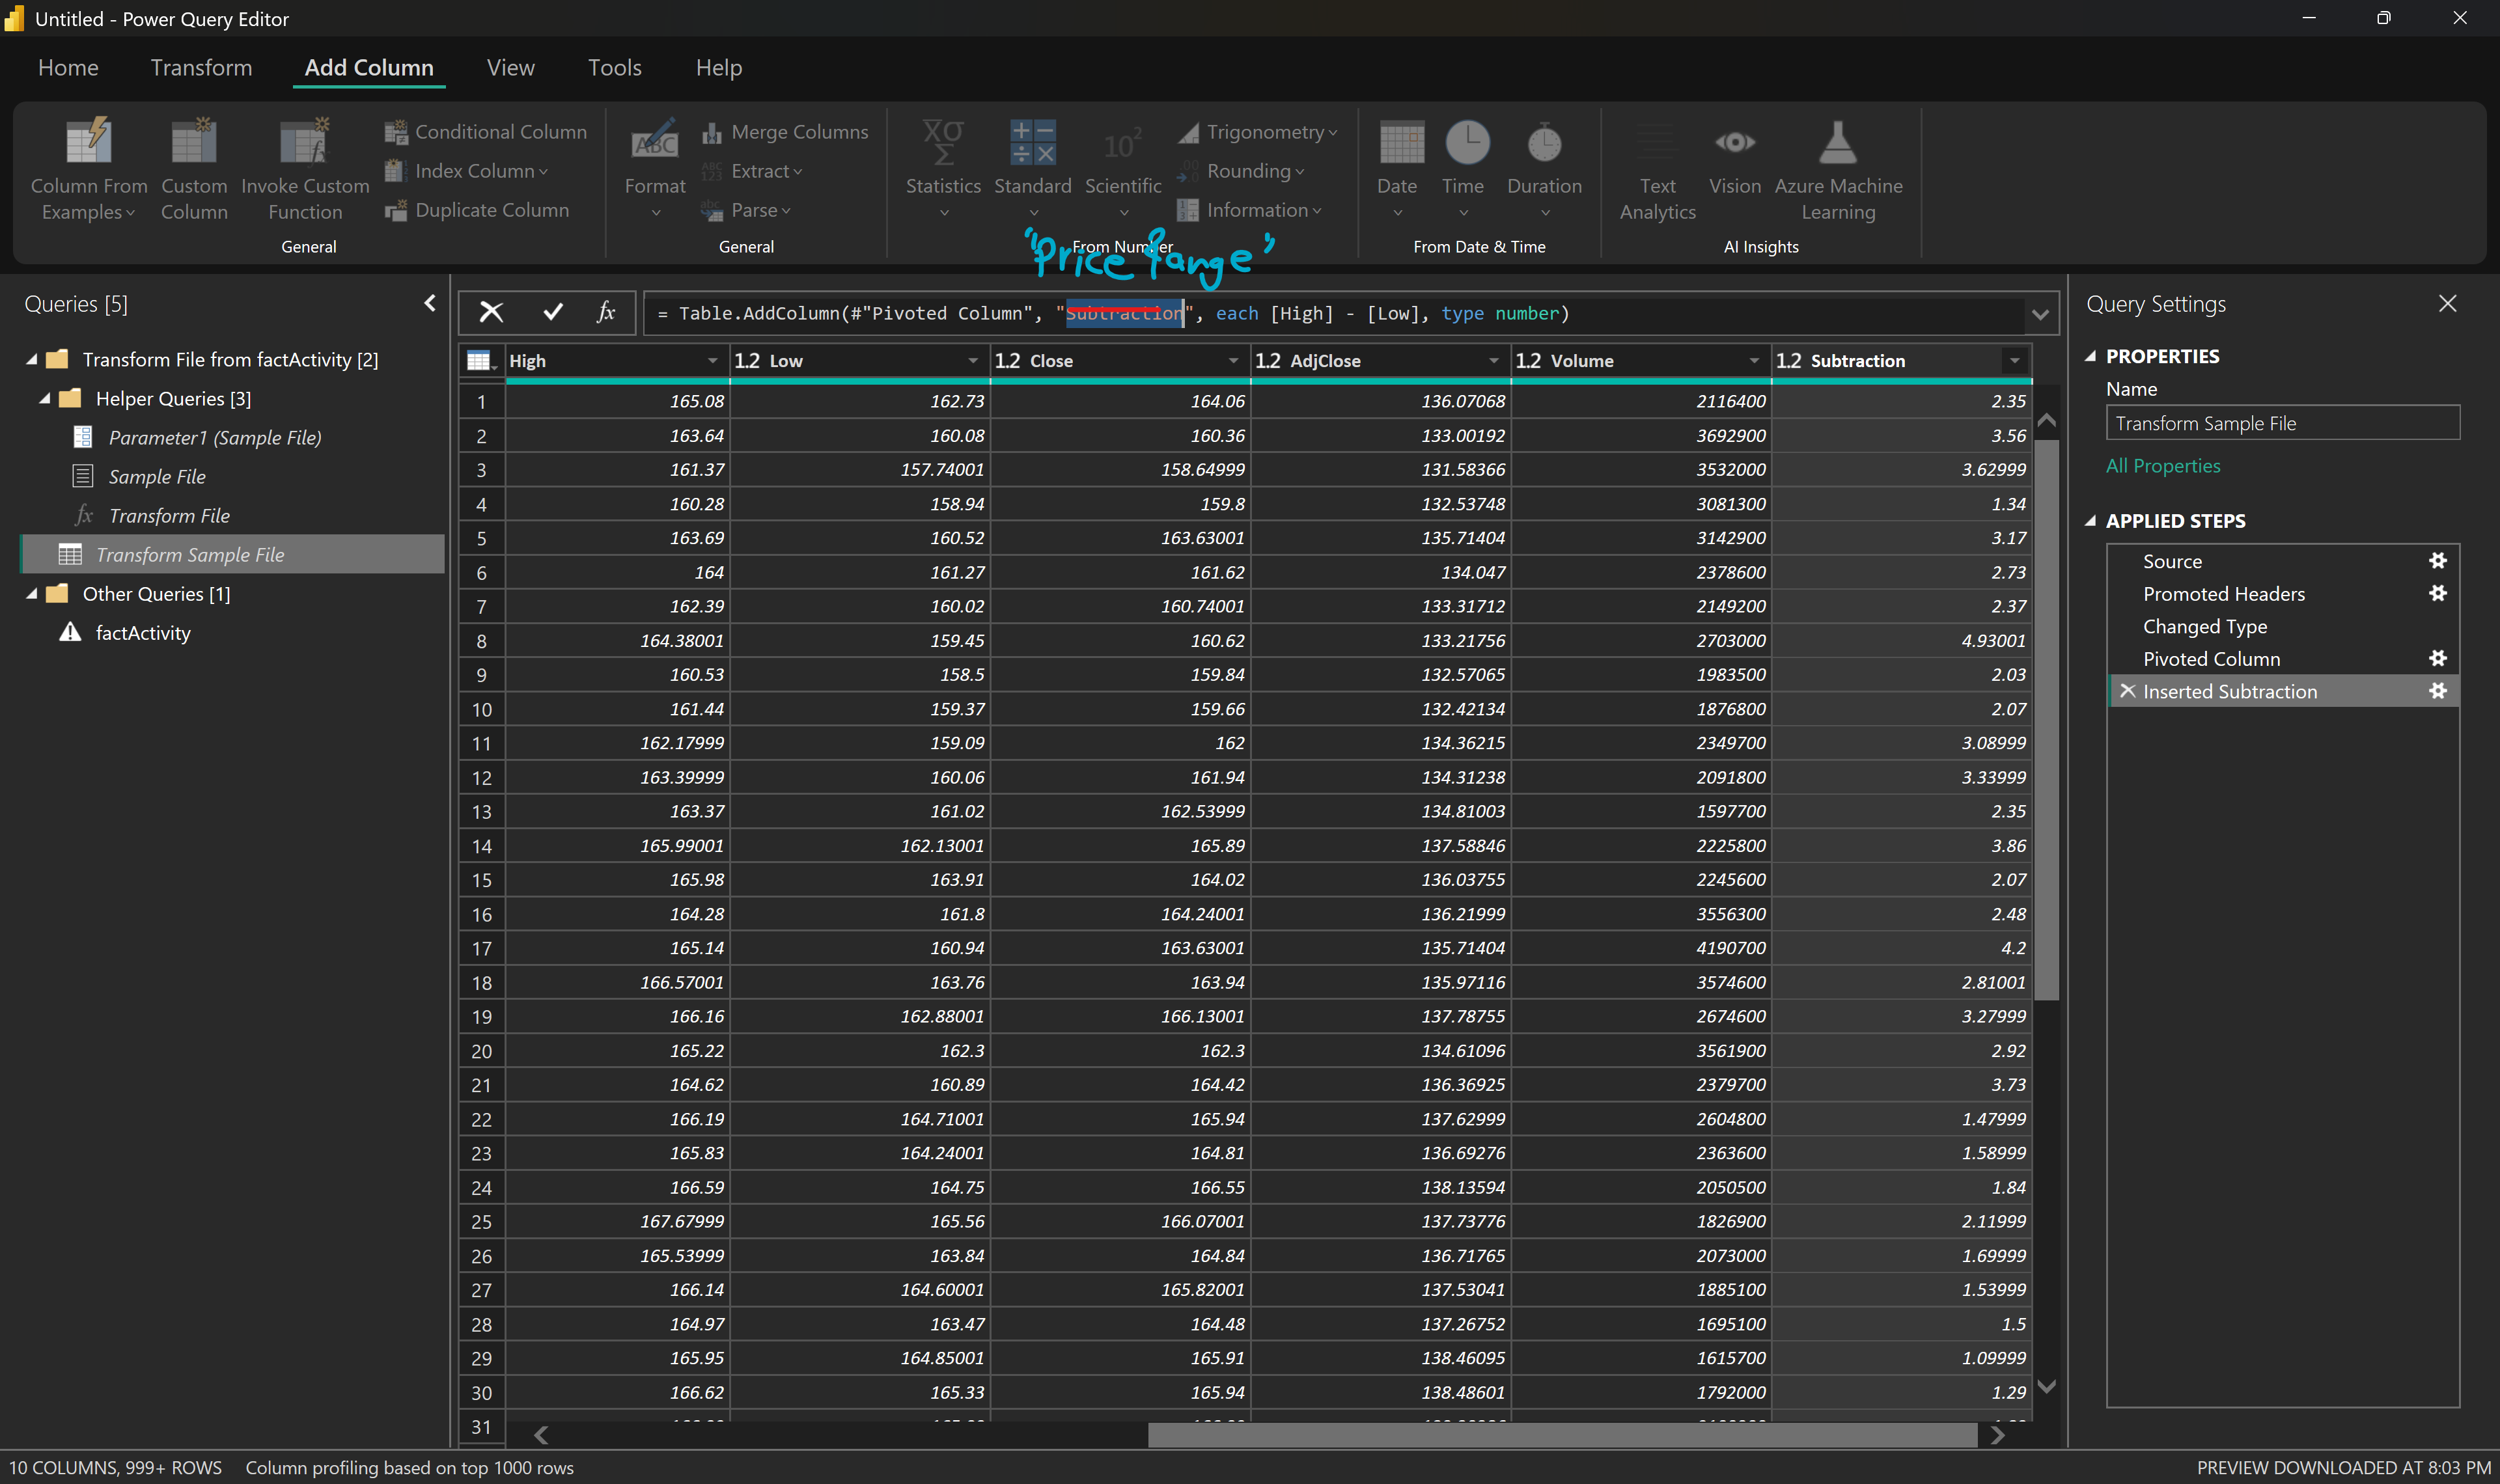 Untitled - Power Query Editor
Home Transform Add Column View Tools Help
Column From Examples
Custom Column
Invoke Custom Function
Conditional Column
Index Column
Duplicate Column
General
Format
Merge Columns
Extract
Parse
General
Statistics
Standard
Scientific
Trigonometry
Rounding
Information
From Number
Date
Time
Duration
From Date & Time
Text Analytics
Vision
Azure Machine Learning
AI Insights
'Price Range'
Queries [5]
Transform File from factActivity [2]
Helper Queries [3]
Parameter1 (Sample File)
Sample File
Transform File
Transform Sample File
Other Queries [1]
factActivity
= Table.AddColumn(#"Pivoted Column", "Subtraction", each [High] - [Low], type number)
High 1.2 Low 1.2 Close 1.2 AdjClose 1.2 Volume 1.2 Subtraction
1 165.08 162.73 164.06 136.07068 2116400 2.35
2 163.64 160.08 160.36 133.00192 3692900 3.56
3 161.37 157.74001 158.64999 131.58366 3532000 3.62999
4 160.28 158.94 159.8 132.53748 3081300 1.34
5 163.69 160.52 163.63001 135.71404 3142900 3.17
6 164 161.27 161.62 134.047 2378600 2.73
7 162.39 160.02 160.74001 133.31712 2149200 2.37
8 164.38001 159.45 160.62 133.21756 2703000 4.93001
9 160.53 158.5 159.84 132.57065 1983500 2.03
10 161.44 159.37 159.66 132.42134 1876800 2.07
11 162.17999 159.09 162 134.36215 2349700 3.08999
12 163.39999 160.06 161.94 134.31238 2091800 3.33999
13 163.37 161.02 162.53999 134.81003 1597700 2.35
14 165.99001 162.13001 165.89 137.58846 2225800 3.86
15 165.98 163.91 164.02 136.03755 2245600 2.07
16 164.28 161.8 164.24001 136.21999 3556300 2.48
17 165.14 160.94 163.63001 135.71404 4190700 4.2
18 166.57001 163.76 163.94 135.97116 3574600 2.81001
19 166.16 162.88001 166.13001 137.78755 2674600 3.27999
20 165.22 162.3 162.3 134.61096 3561900 2.92
21 164.62 160.89 164.42 136.36925 2379700 3.73
22 166.19 164.71001 165.94 137.62999 2604800 1.47999
23 165.83 164.24001 164.81 136.69276 2363600 1.58999
24 166.59 164.75 166.55 138.13594 2050500 1.84
25 167.67999 165.56 166.07001 137.73776 1826900 2.11999
26 165.53999 163.84 164.84 136.71765 2073000 1.69999
27 166.14 164.60001 165.82001 137.53041 1885100 1.53999
28 164.97 163.47 164.48 137.26752 1695100 1.5
29 165.95 164.85001 165.91 138.46095 1615700 1.09999
30 166.62 165.33 165.94 138.48601 1792000 1.29
31
Query Settings
PROPERTIES
Name
Transform Sample File
All Properties
APPLIED STEPS
Source
Promoted Headers
Changed Type
Pivoted Column
Inserted Subtraction
10 COLUMNS, 999+ ROWS Column profiling based on top 1000 rows
PREVIEW DOWNLOADED AT 8:03 PM